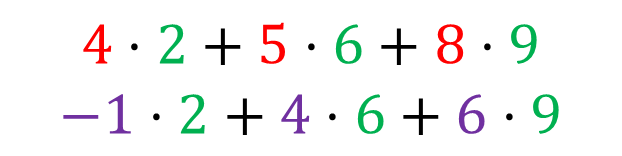 4 · 2 + 5 · 6 + 8 · 9
−1 · 2 + 4 · 6 + 6 · 9